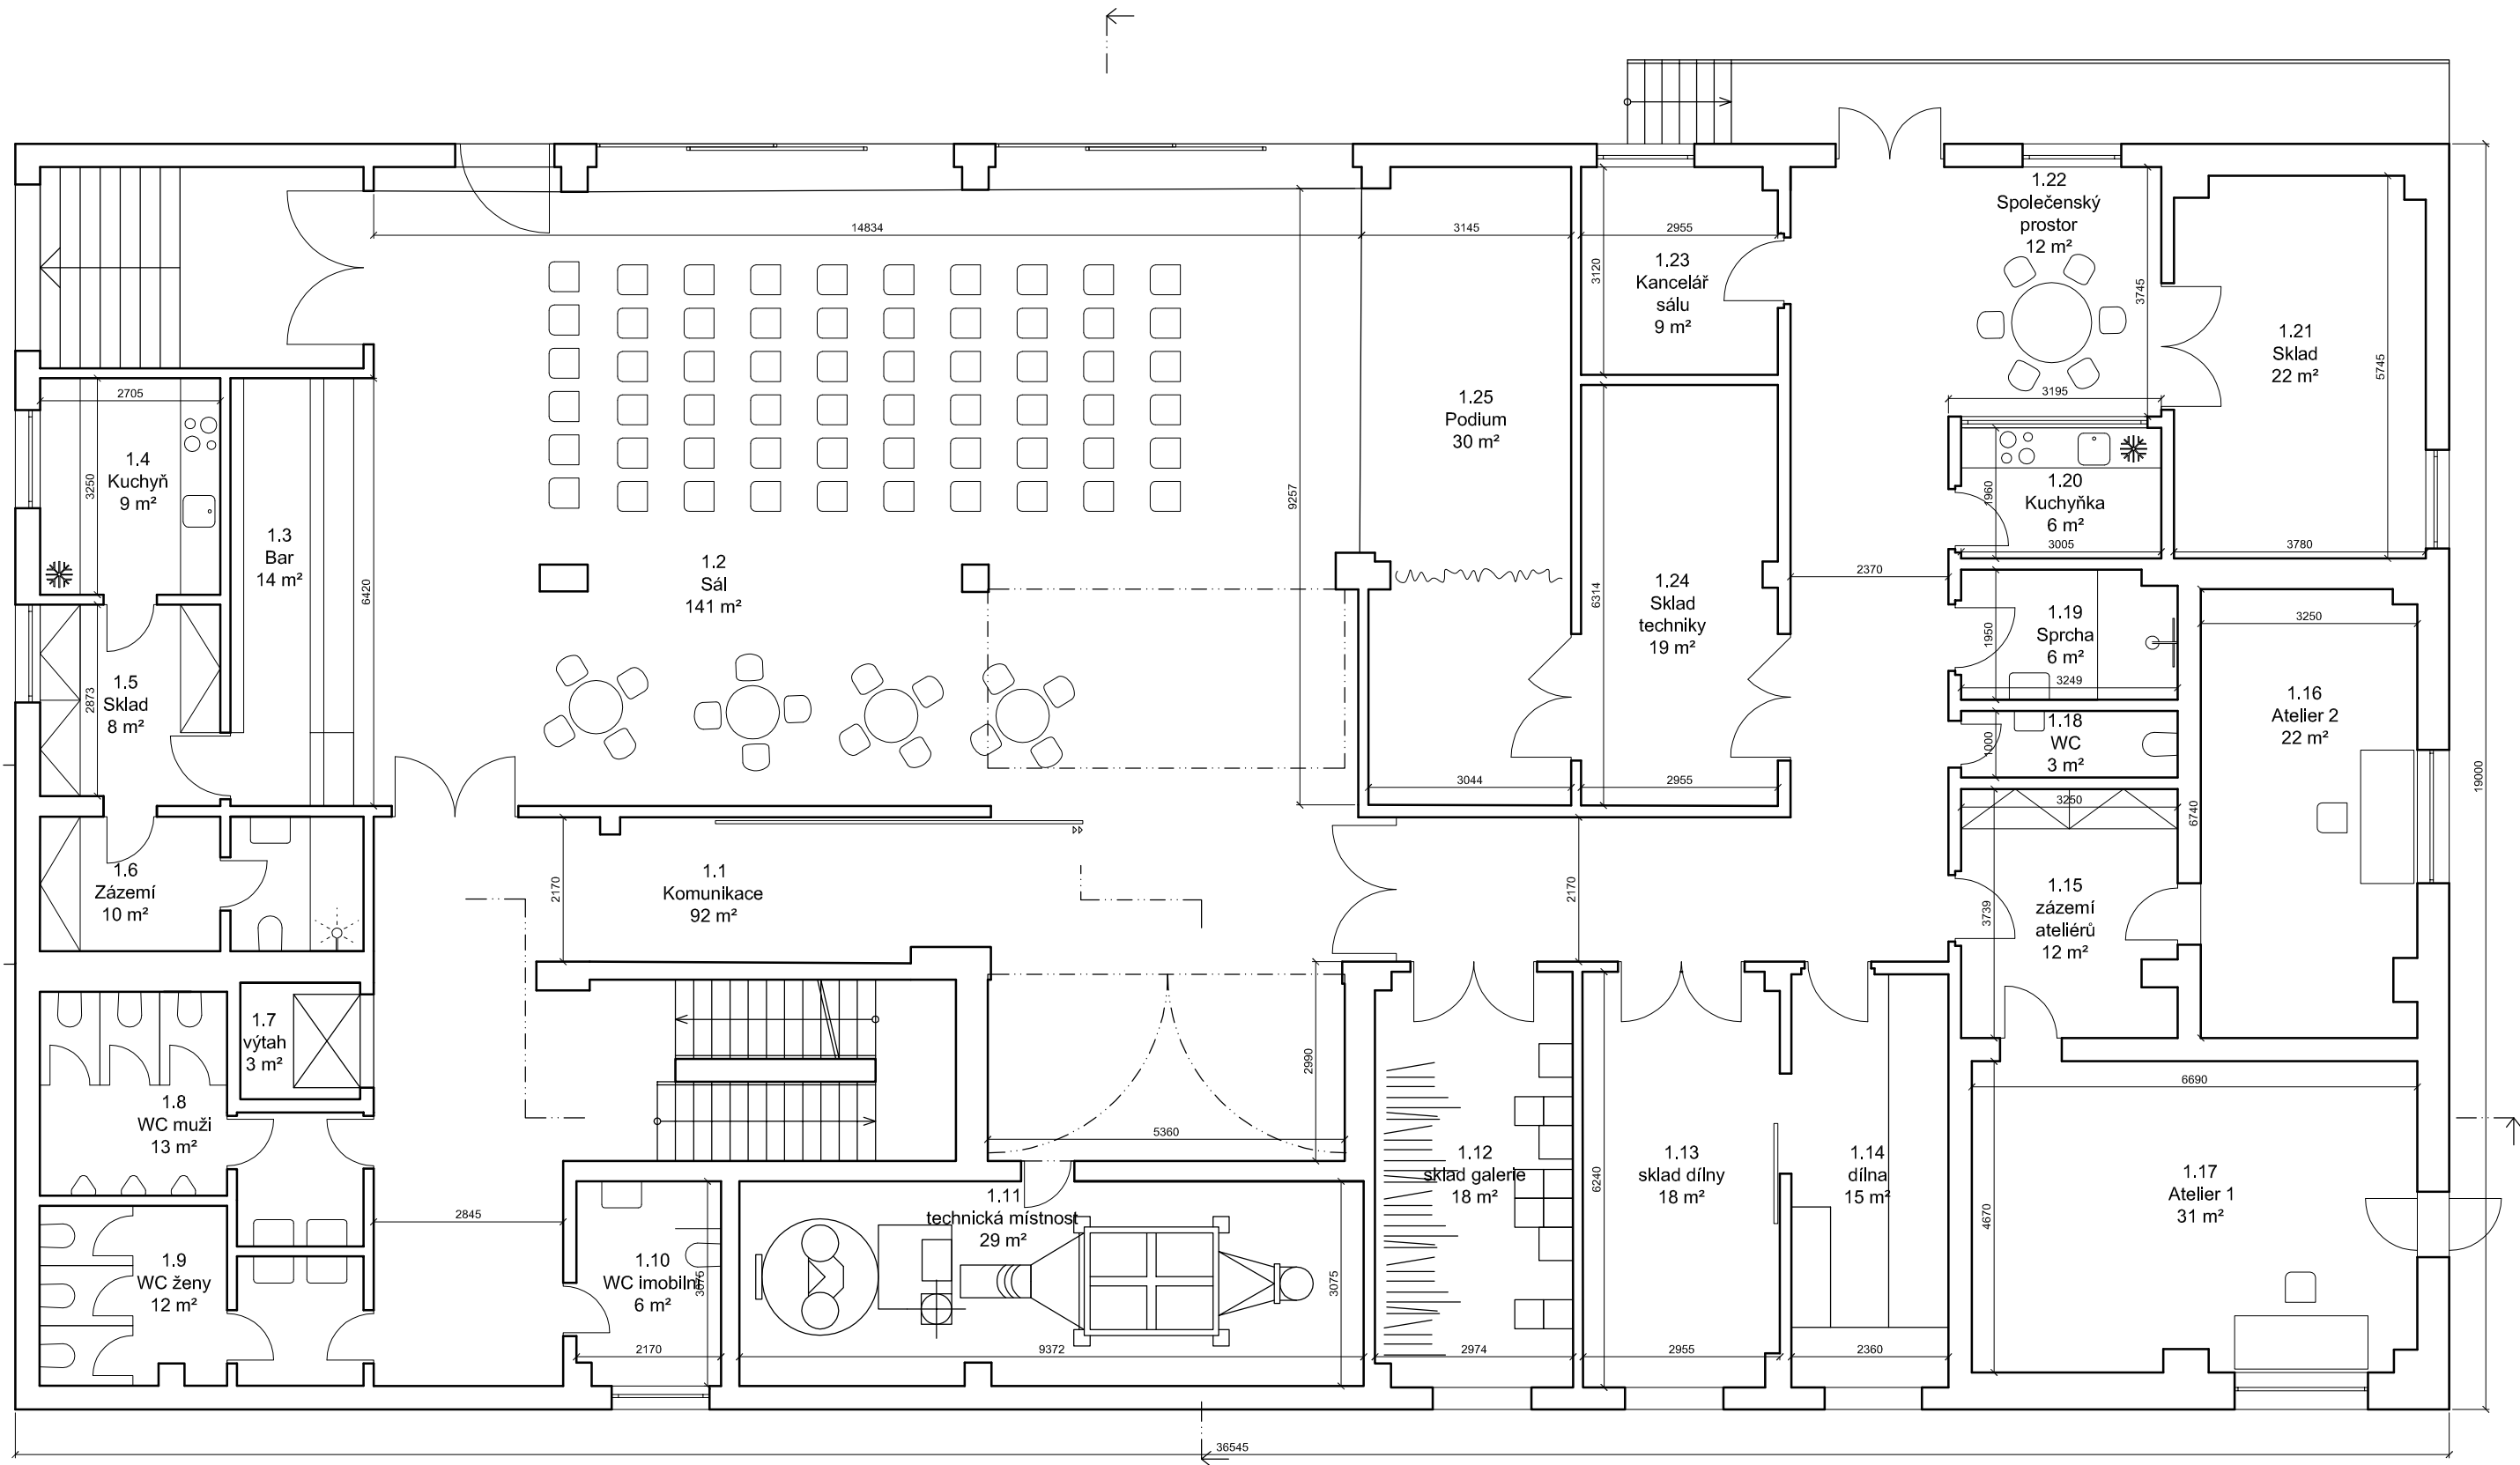 14834
3145
2955
1.22
Společenský
prostor
12 m²
1.23
Kancelář
sálu
9 m²
3120
3745
1.21
Sklad
22 m²
5745
2705
3195
1.4
Kuchyň
9 m²
3250
1.25
Podium
30 m²
1.20
Kuchyňka
6 m²
1960
3005
3780
1.3
Bar
14 m²
6420
9257
1.2
Sál
141 m²
2370
1.24
Sklad
techniky
19 m²
6314
1.19
Sprcha
6 m²
1950
3249
3250
1.5
Sklad
8 m²
2873
1.16
Atelier 2
22 m²
1.18
WC
3 m²
1000
3044
2955
3250
6740
1.6
Zázemí
10 m²
1.1
Komunikace
92 m²
2170
2170
1.15
zázemí
ateliérů
12 m²
3739
19000
1.7
výtah
3 m²
2990
6690
1.8
WC muži
13 m²
5360
1.12
sklad galerie
18 m²
1.13
sklad dílny
18 m²
6240
1.14
dílna
15 m²
1.17
Atelier 1
31 m²
4670
2845
1.11
technická místnost
29 m²
1.9
WC ženy
12 m²
1.10
WC imobilní
6 m²
3075
3075
2170
9372
2974
2955
2360
36545